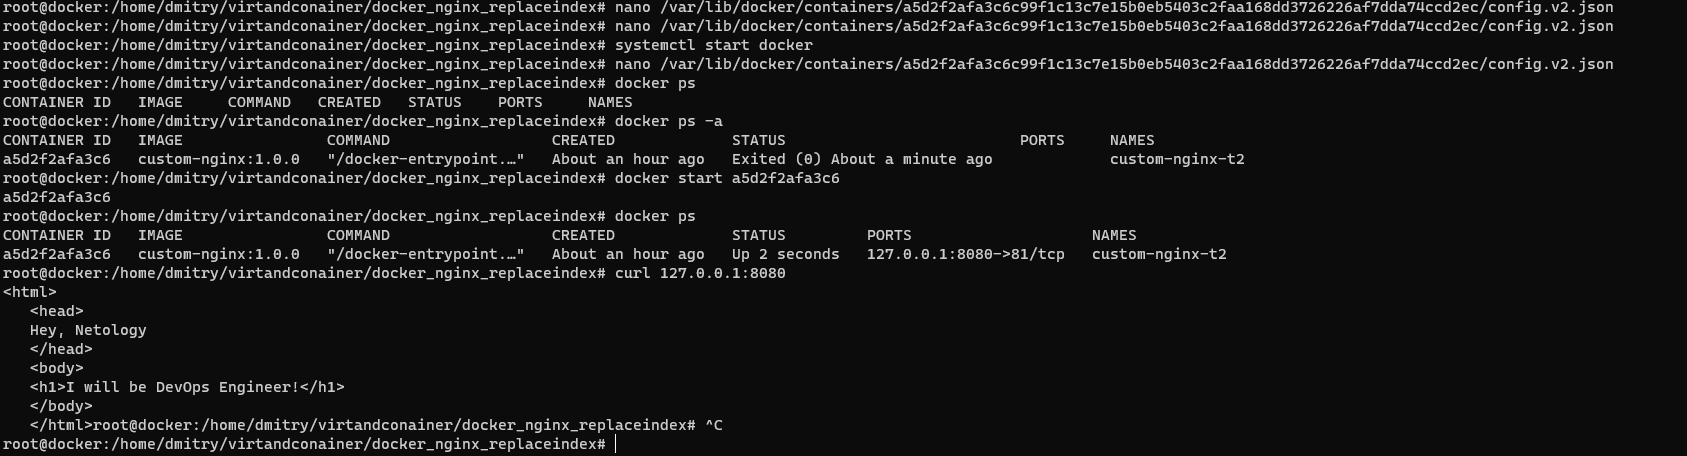 root@docker:/home/dmitry/virtandconainer/docker_nginx_replaceindex# nano /var/lib/docker/containers/a5d2f2afa3c6c99f1c13c7e15b0eb5403c2faa168dd3726226af7dda74ccd2ec/config.v2.json
root@docker:/home/dmitry/virtandconainer/docker_nginx_replaceindex# nano /var/lib/docker/containers/a5d2f2afa3c6c99f1c13c7e15b0eb5403c2faa168dd3726226af7dda74ccd2ec/config.v2.json
root@docker:/home/dmitry/virtandconainer/docker_nginx_replaceindex# systemctl start docker
root@docker:/home/dmitry/virtandconainer/docker_nginx_replaceindex# nano /var/lib/docker/containers/a5d2f2afa3c6c99f1c13c7e15b0eb5403c2faa168dd3726226af7dda74ccd2ec/config.v2.json
root@docker:/home/dmitry/virtandconainer/docker_nginx_replaceindex# docker ps
CONTAINER ID   IMAGE     COMMAND   CREATED   STATUS    PORTS     NAMES
root@docker:/home/dmitry/virtandconainer/docker_nginx_replaceindex# docker ps -a
CONTAINER ID   IMAGE                COMMAND                  CREATED             STATUS                          PORTS     NAMES
a5d2f2afa3c6   custom-nginx:1.0.0   "/docker-entrypoint.…"   About an hour ago   Exited (0) About a minute ago             custom-nginx-t2
root@docker:/home/dmitry/virtandconainer/docker_nginx_replaceindex# docker start a5d2f2afa3c6
a5d2f2afa3c6
root@docker:/home/dmitry/virtandconainer/docker_nginx_replaceindex# docker ps
CONTAINER ID   IMAGE                COMMAND                  CREATED             STATUS         PORTS                    NAMES
a5d2f2afa3c6   custom-nginx:1.0.0   "/docker-entrypoint.…"   About an hour ago   Up 2 seconds   127.0.0.1:8080->81/tcp   custom-nginx-t2
root@docker:/home/dmitry/virtandconainer/docker_nginx_replaceindex# curl 127.0.0.1:8080
<html>
   <head>
   Hey, Netology
   </head>
   <body>
   <h1>I will be DevOps Engineer!</h1>
   </body>
   </html>root@docker:/home/dmitry/virtandconainer/docker_nginx_replaceindex# ^C
root@docker:/home/dmitry/virtandconainer/docker_nginx_replaceindex#